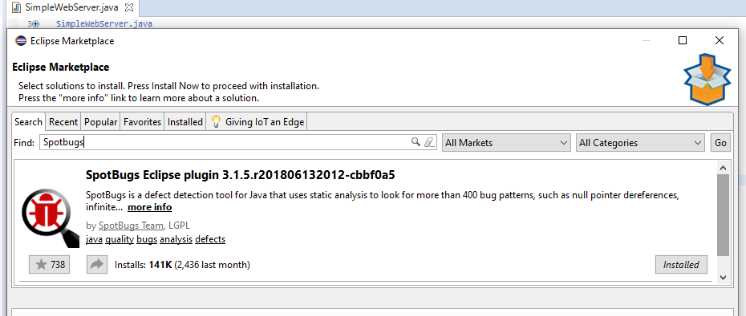 SimpleWebServer.java
3
SimpleWebServer.java
Eclipse Marketplace
Eclipse Marketplace
Select solutions to install. Press Install Now to proceed with installation.
Press the "more info" link to learn more about a solution.
Search Recent Popular Favorites Installed Giving IoT an Edge
Find: Spotbugs All Markets All Categories Go
SpotBugs Eclipse plugin 3.1.5.r201806132012-cbbf0a5
SpotBugs is a defect detection tool for Java that uses static analysis to look for more than 400 bug patterns, such as null pointer dereferences,
infinite... more info
by SpotBugs Team, LGPL
java quality bugs analysis defects
738 Installs: 141K (2,436 last month) Installed